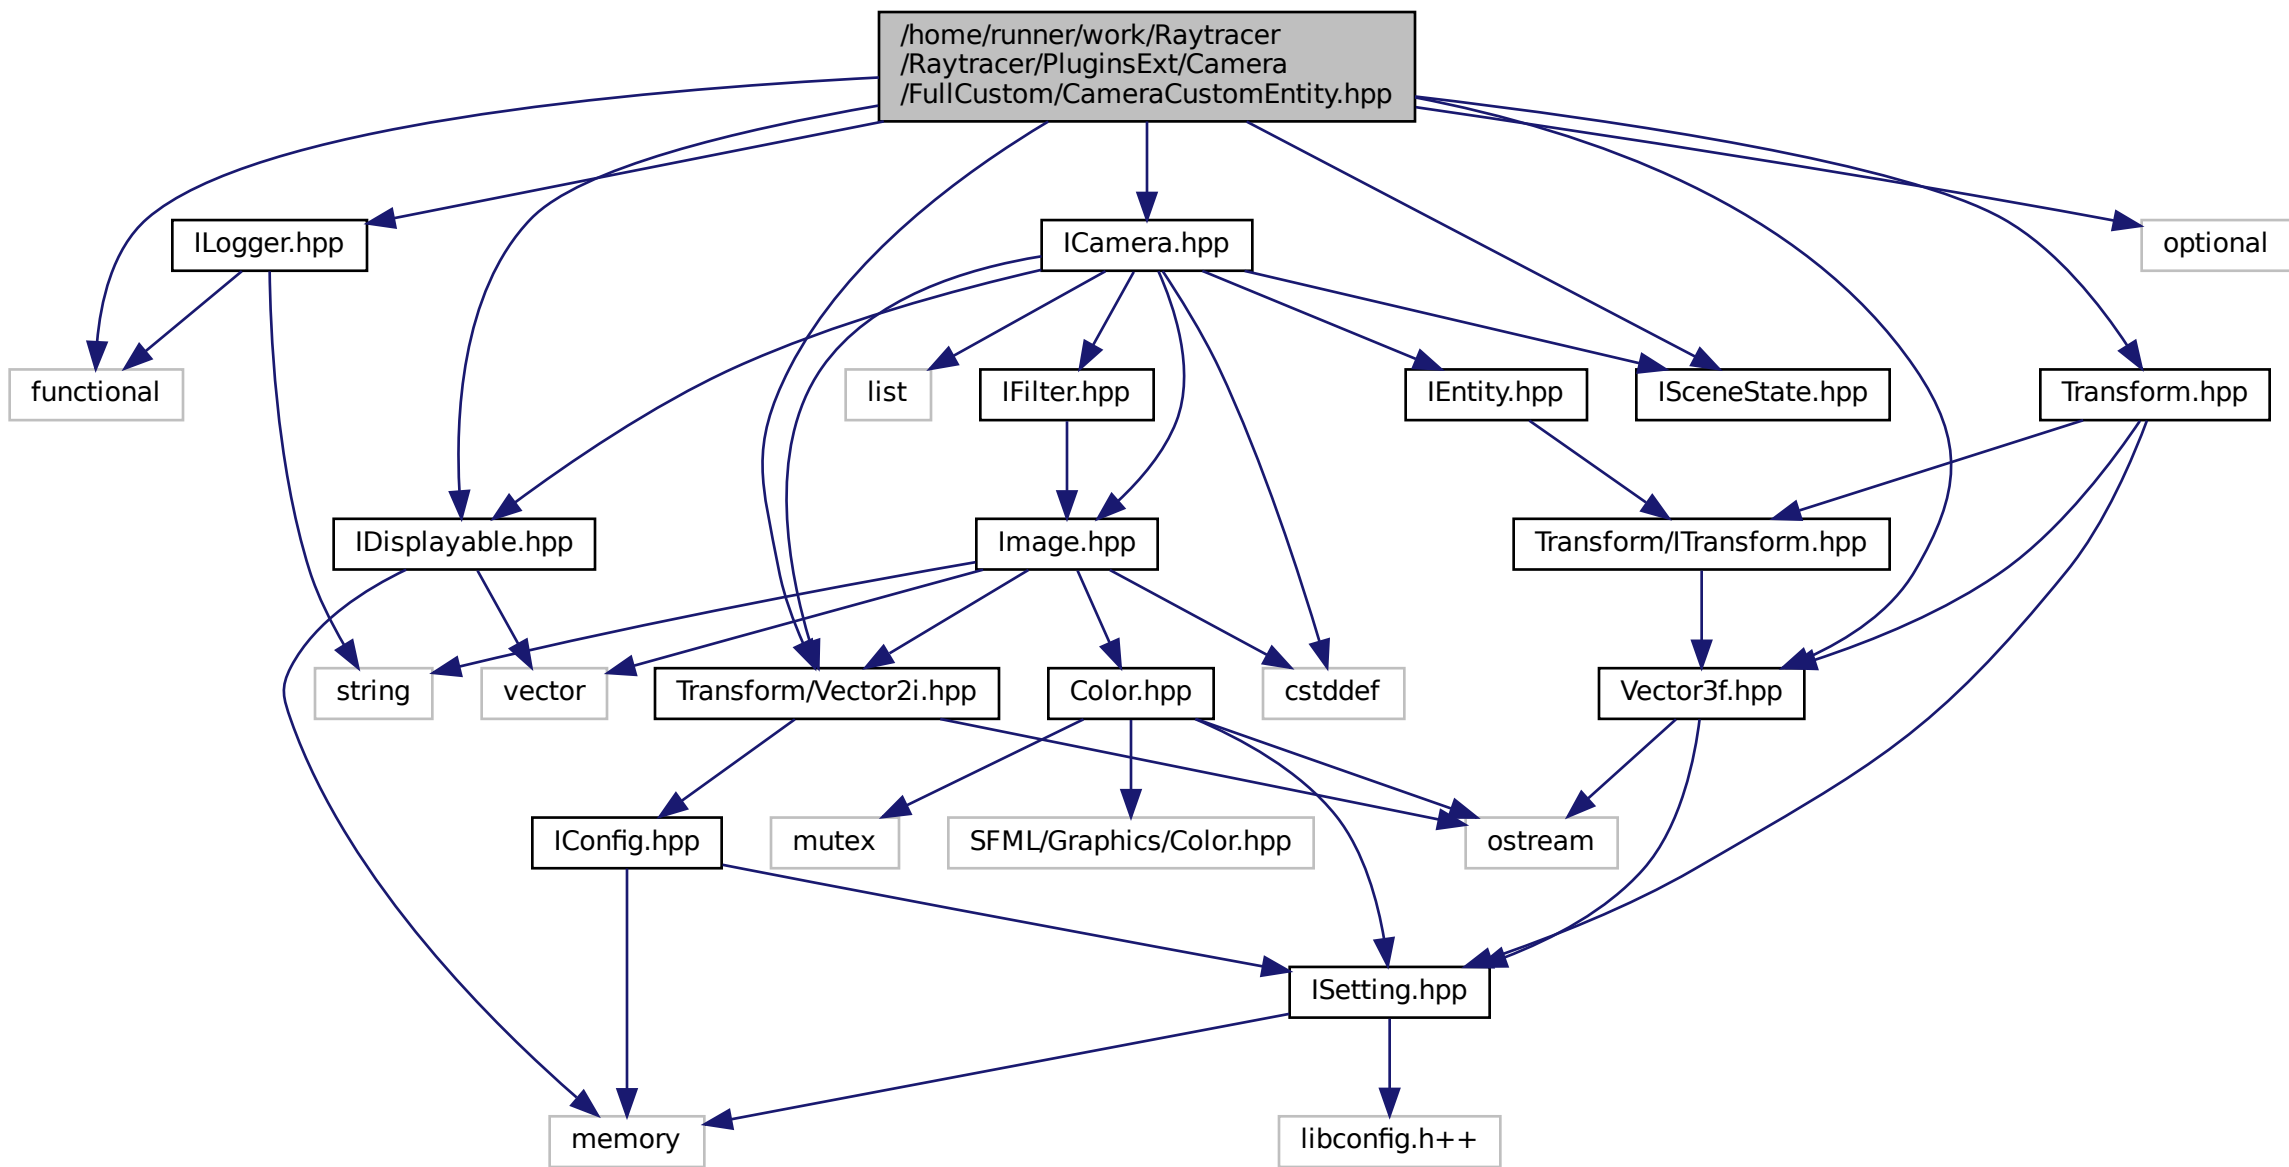 /home/runner/work/Raytracer
/Raytracer/PluginsExt/Camera
/FullCustom/CameraCustomEntity.hpp
ILogger.hpp
ICamera.hpp
optional
functional
list
IFilter.hpp
IEntity.hpp
ISceneState.hpp
Transform.hpp
IDisplayable.hpp
Image.hpp
Transform/ITransform.hpp
string
vector
Transform/Vector2i.hpp
Color.hpp
cstddef
Vector3f.hpp
IConfig.hpp
mutex
SFML/Graphics/Color.hpp
ostream
ISetting.hpp
memory
libconfig.h++